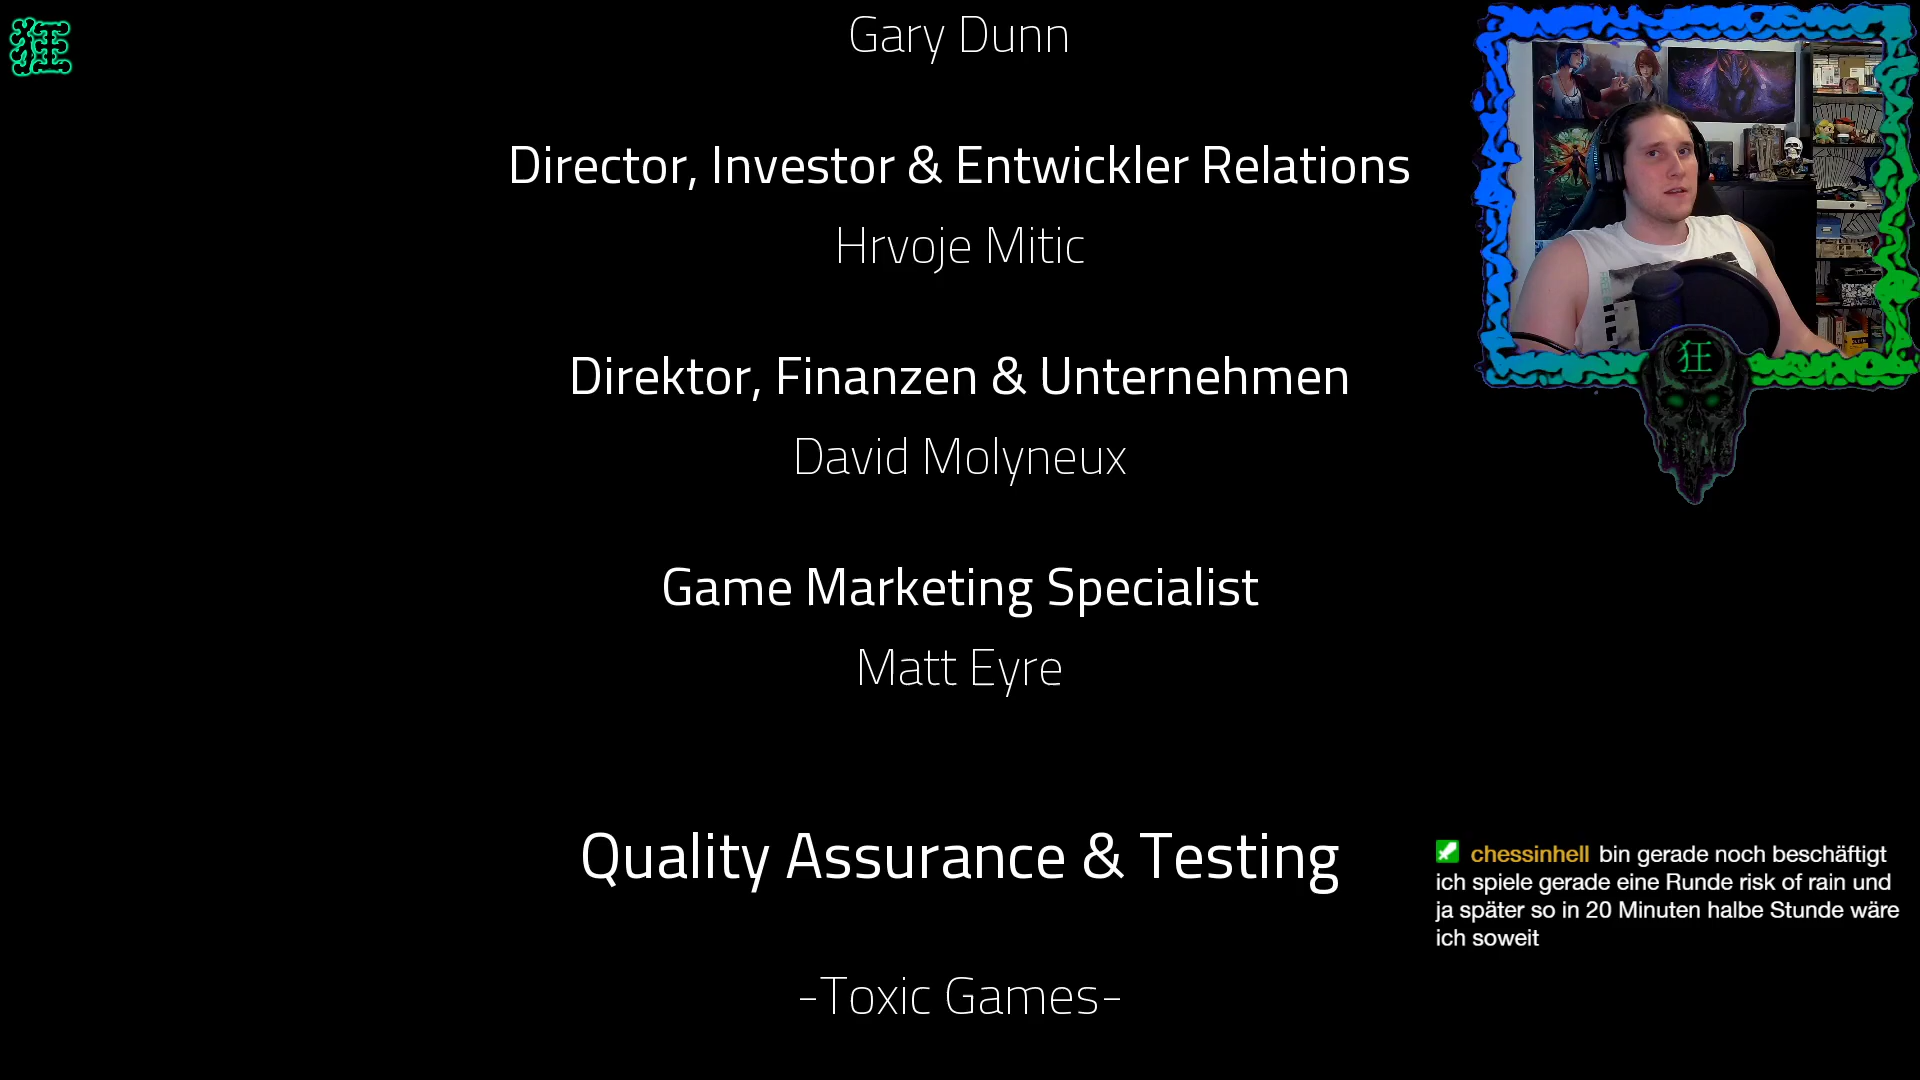 狂
Gary Dunn
Director, Investor & Entwickler Relations
Hrvoje Mitic
Direktor, Finanzen & Unternehmen
David Molyneux
Game Marketing Specialist
Matt Eyre
Quality Assurance & Testing
-Toxic Games-
狂
chessinhell bin gerade noch beschäftigt
ich spiele gerade eine Runde risk of rain und
ja später so in 20 Minuten halbe Stunde wäre
ich soweit